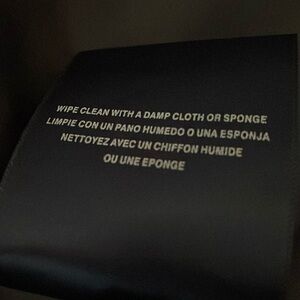 WIPE CLEAN WITH A DAMP CLOTH OR SPONGE
LIMPIE CON UN PANO HUMEDO O UNA ESPONJA
NETTOYEZ AVEC UN CHIFFON HUMIDE
OU UNE EPONGE